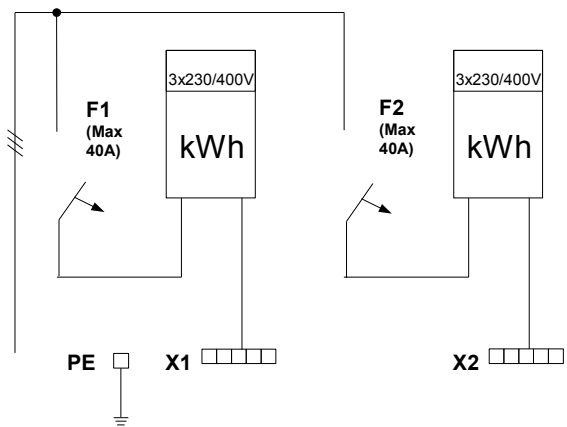 3x230/400V
3x230/400V
F1
(Max
40A)
kWh
F2
(Max
40A)
kWh
PE
X1
X2